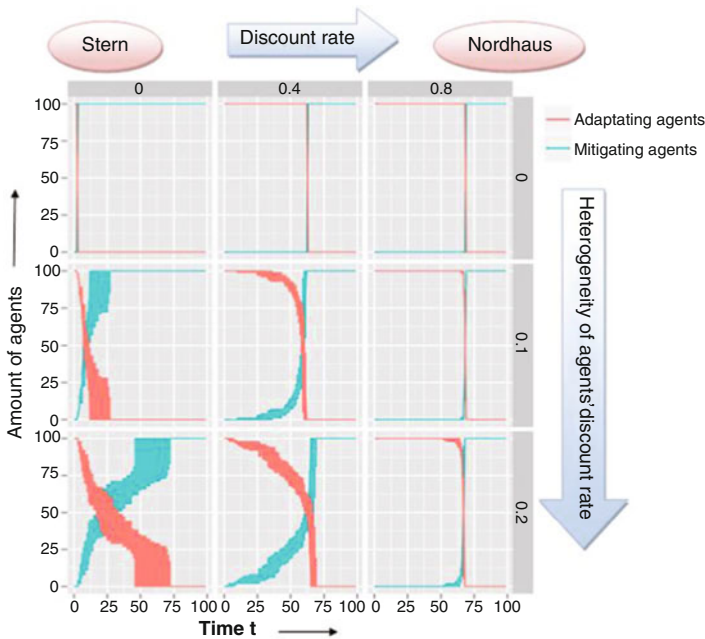 Stern
Discount rate
Nordhaus
0 0.4 0.8
100
75
50
25
0
0
Adaptating agents
Mitigating agents
100
75
50
25
0
0.1
100
75
50
25
0
0.2
0 25 50 75 100 0 25 50 75 100 0 25 50 75 100
Amount of agents
Heterogeneity of agents'discount rate
Time t